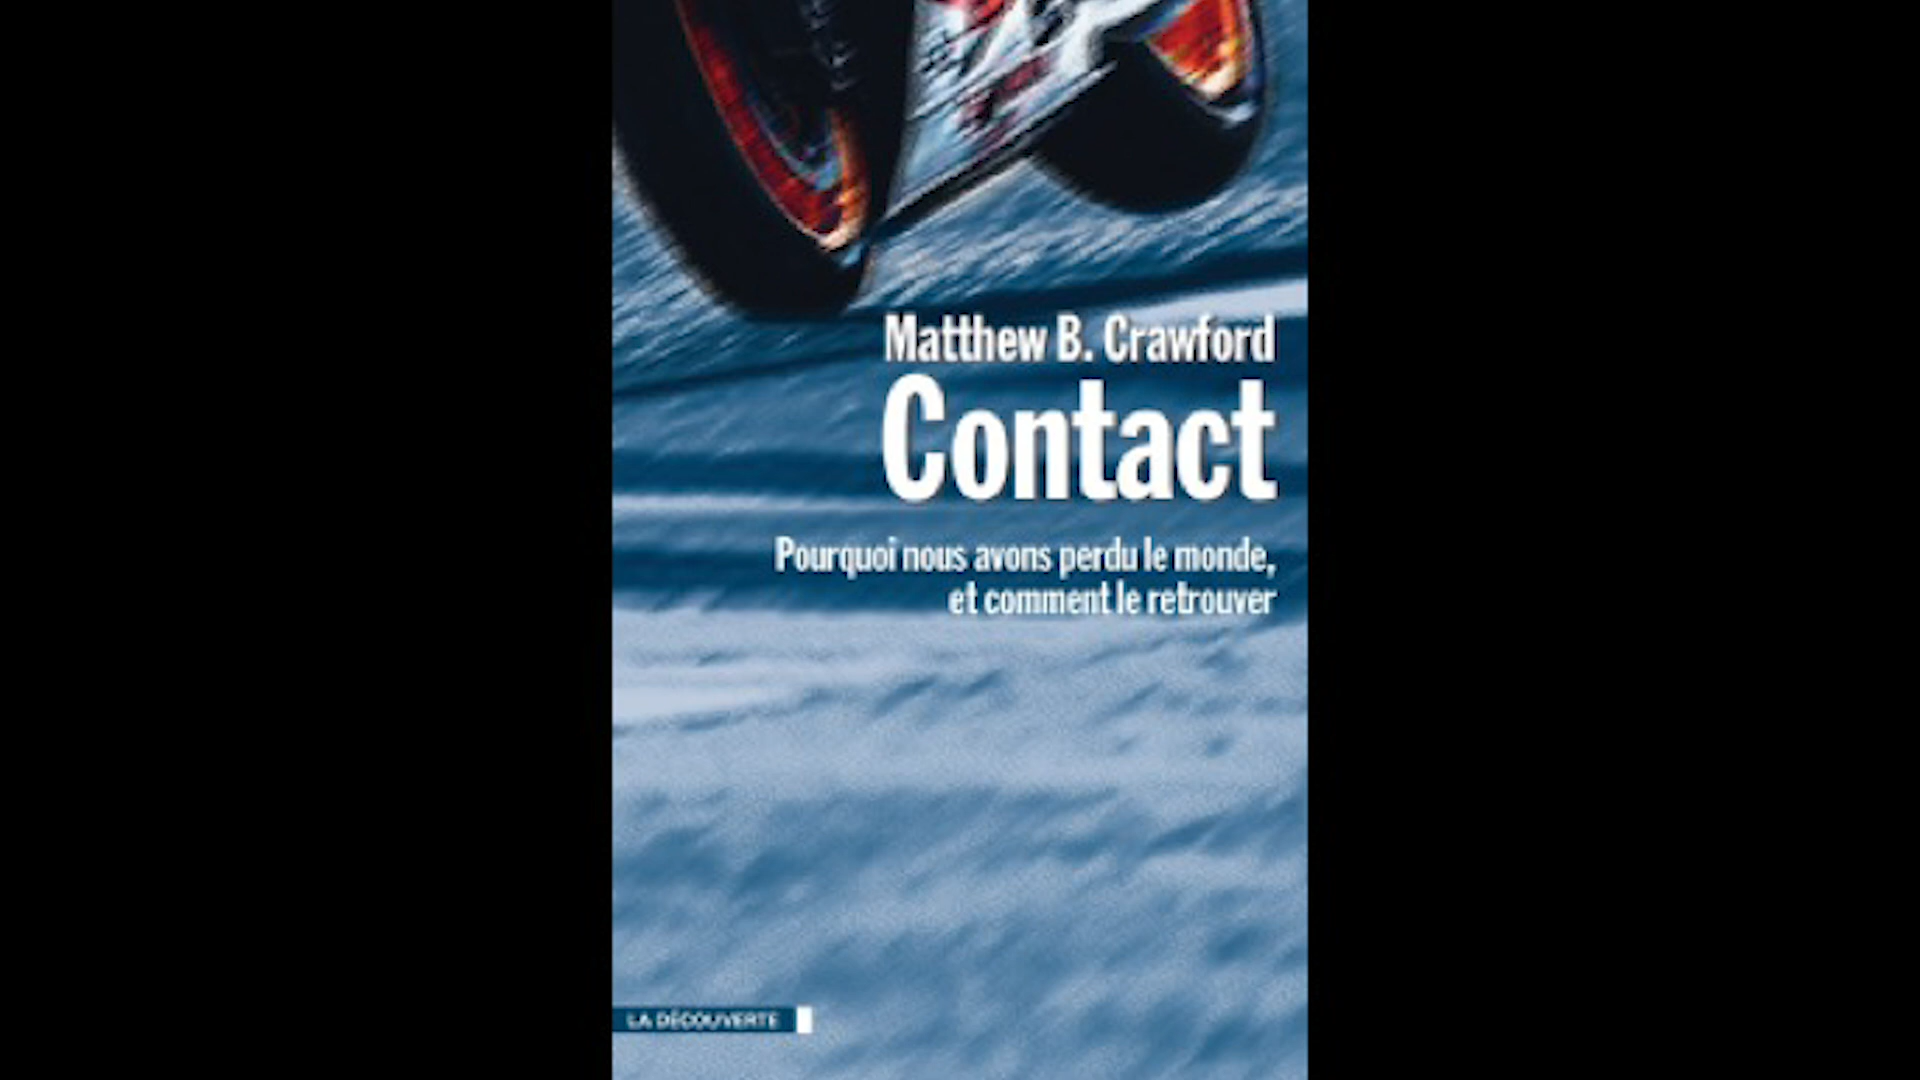 Matthew B. Crawford
Contact
Pourquoi nous avons perdu le monde,
et comment le retrouver
LA DÉCOUVERTE